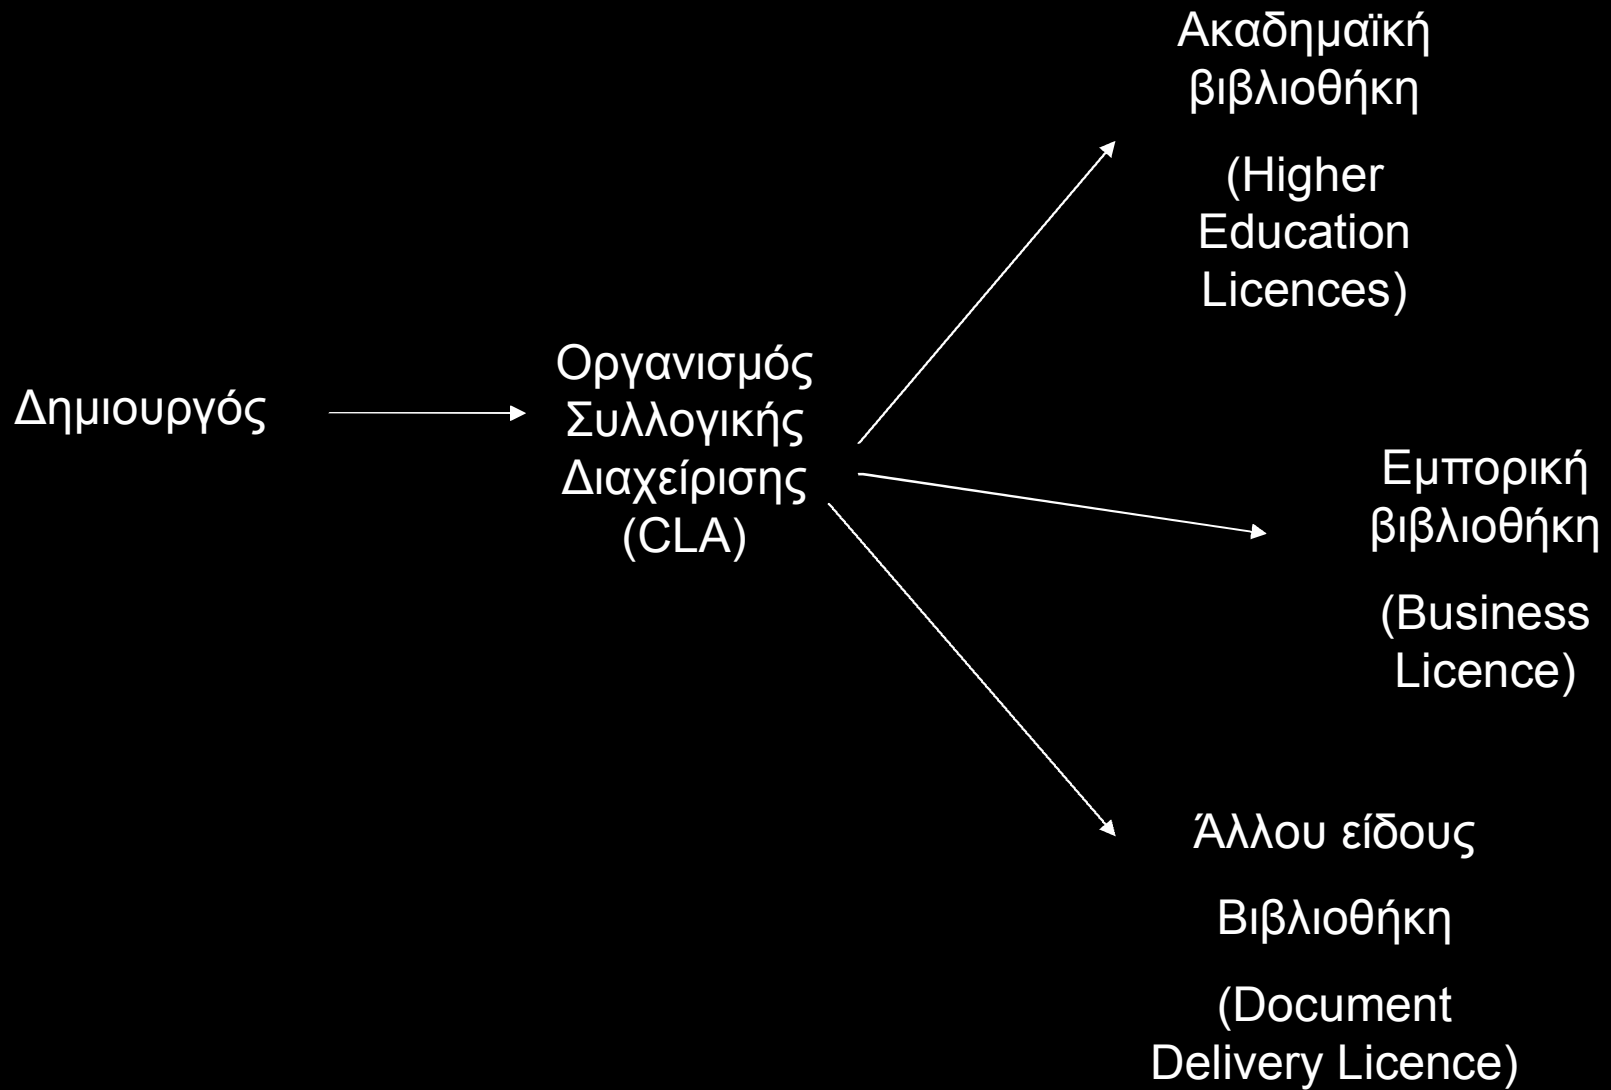 Δημιουργός
Οργανισμός
Συλλογικής
Διαχείρισης
(CLA)
Ακαδημαϊκή
βιβλιοθήκη
(Higher
Education
Licences)
Εμπορική
βιβλιοθήκη
(Business
Licence)
Άλλου είδους
Βιβλιοθήκη
(Document
Delivery Licence)